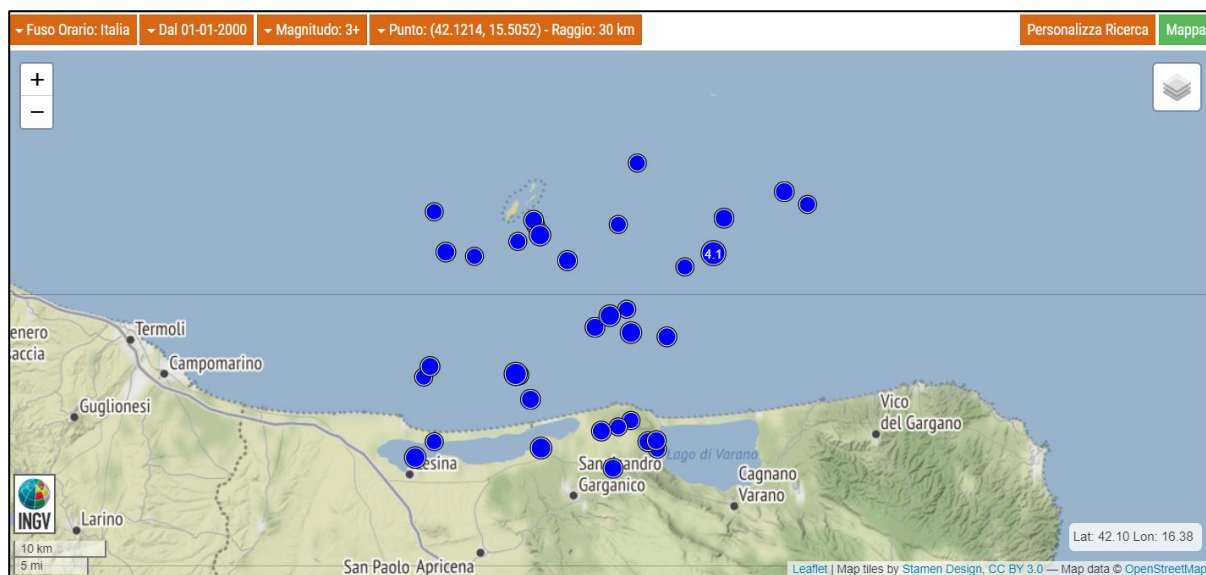 Fuso Orario: Italia Dal 01-01-2000 Magnitudo: 3+ Punto: (42.1214, 15.5052) - Raggio: 30 km Personalizza Ricerca Mappa
+
−
4.1
Termoli
enero
saccia
Campomarino
Guglionesi
Vico
del Gargano
Lesina
Lago di Varano
Garganico
Cagnano
Varano
INGV
Larino
10 km
5 mi
San Paolo Apricena
Lat: 42.10 Lon: 16.38
Leaflet | Map tiles by Stamen Design, CC BY 3.0 — Map data © OpenStreetMap